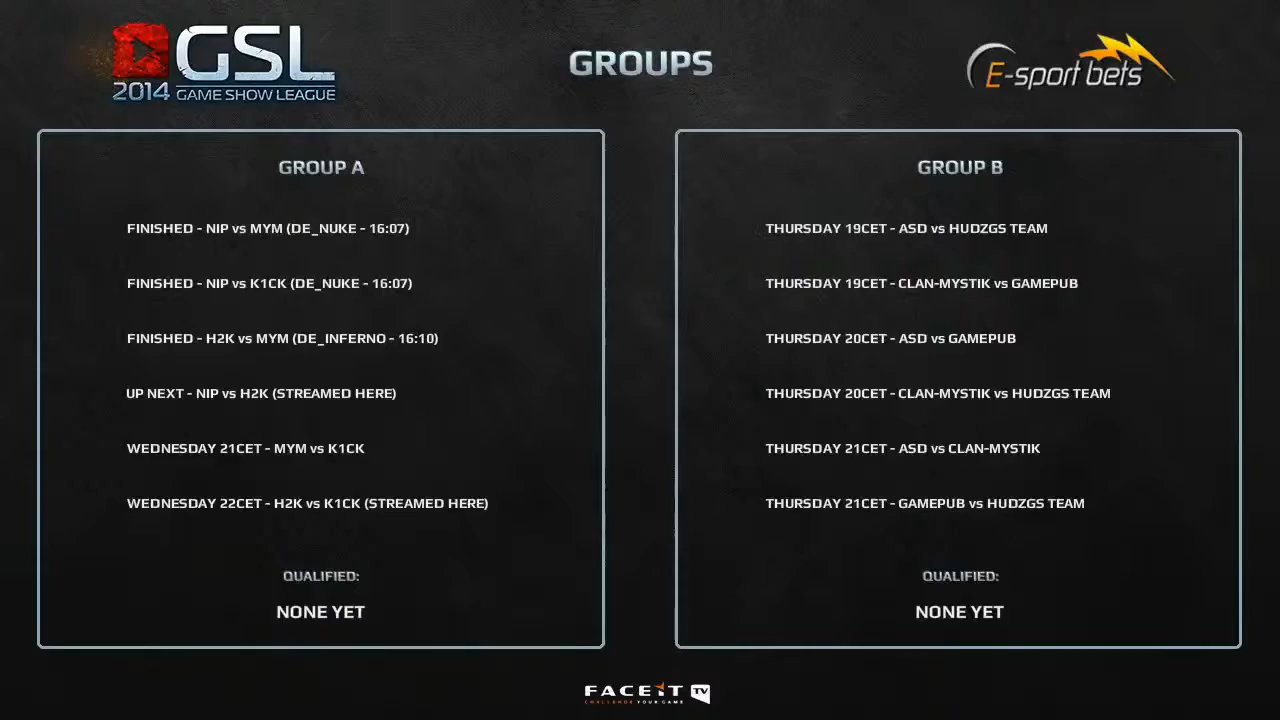 GSL
2014 GAME SHOW LEAGUE
GROUPS
E-sport bets
GROUP A
FINISHED - NIP vs MYM (DE_NUKE - 16:07)
FINISHED - NIP vs K1CK (DE_NUKE - 16:07)
FINISHED - H2K vs MYM (DE_INFERNO - 16:10)
UP NEXT - NIP vs H2K (STREAMED HERE)
WEDNESDAY 21CET - MYM vs K1CK
WEDNESDAY 22CET - H2K vs K1CK (STREAMED HERE)
QUALIFIED:
NONE YET
GROUP B
THURSDAY 19CET - ASD vs HUDZGS TEAM
THURSDAY 19CET - CLAN-MYSTIK vs GAMEPUB
THURSDAY 20CET - ASD vs GAMEPUB
THURSDAY 20CET - CLAN-MYSTIK vs HUDZGS TEAM
THURSDAY 21CET - ASD vs CLAN-MYSTIK
THURSDAY 21CET - GAMEPUB vs HUDZGS TEAM
QUALIFIED:
NONE YET
FACEIT TV
CHALLENGE YOUR GAME